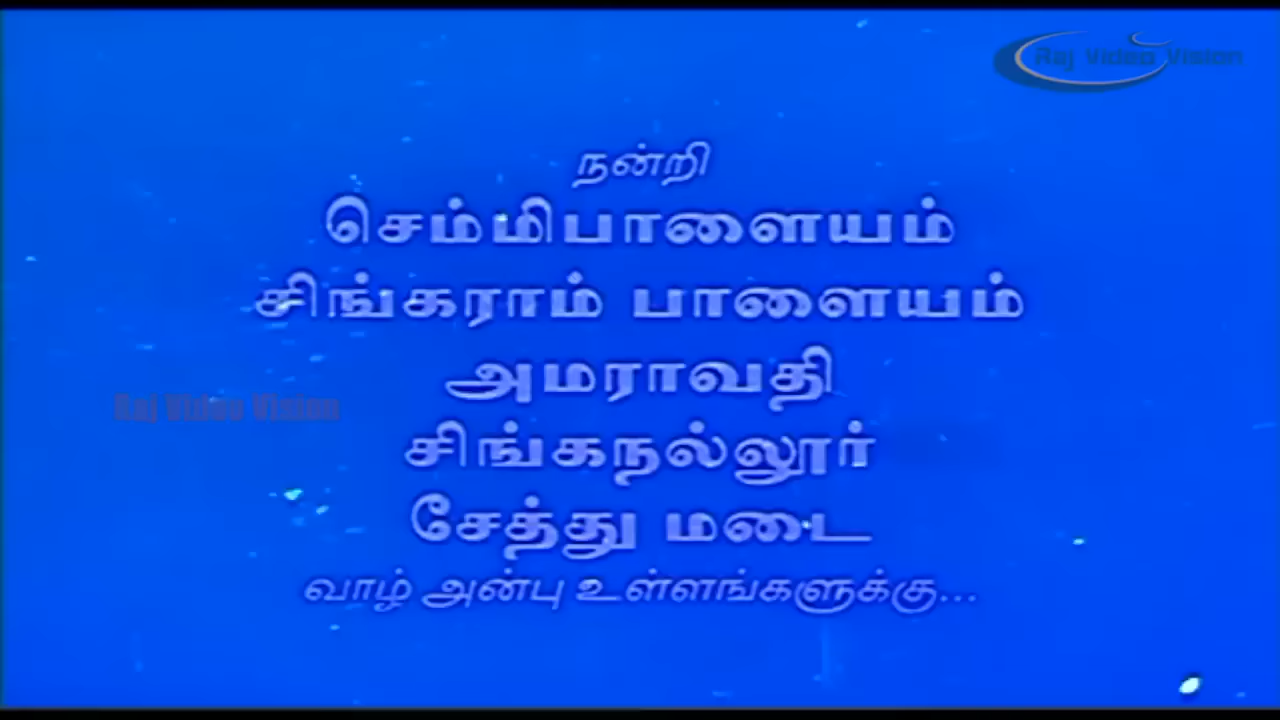 Raj Video Vision
நன்றி
செம்மிபாளையம்
சிங்கராம் பாளையம்
அமராவதி
Raj Video Vision
சிங்கநல்லூர்
சேத்து மடை
வாழ் அன்பு உள்ளங்களுக்கு...